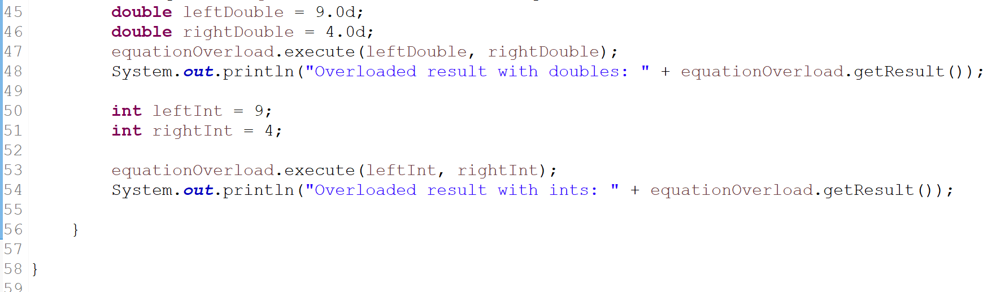 45 double leftDouble = 9.0d;
46 double rightDouble = 4.0d;
47 equationOverload.execute(leftDouble, rightDouble);
48 System.out.println("Overloaded result with doubles: " + equationOverload.getResult());
49
50 int leftInt = 9;
51 int rightInt = 4;
52
53 equationOverload.execute(leftInt, rightInt);
54 System.out.println("Overloaded result with ints: " + equationOverload.getResult());
55
56 }
57
58 }
59